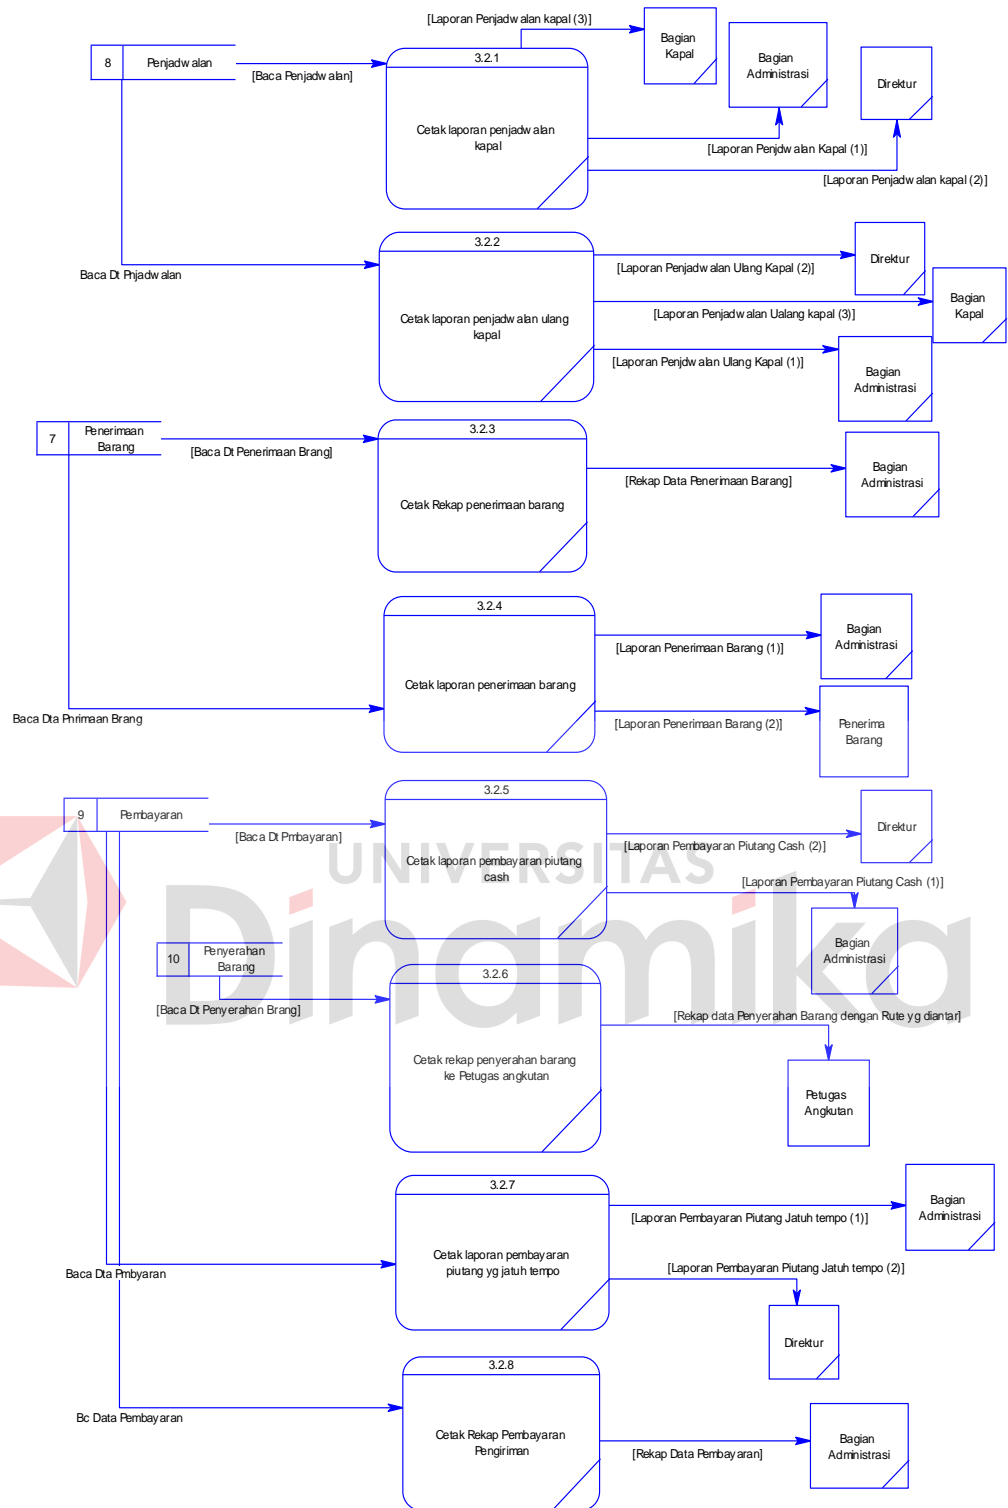 [Laporan Penjadwalan kapal (3)]
Bagian
Kapal
Bagian
Administrasi
Direktur
8 Penjadwalan
[Baca Penjadwalan]
3.2.1
Cetak laporan penjadwalan
kapal
[Laporan Penjdwalan Kapal (1)]
[Laporan Penjadwalan kapal (2)]
Baca Dt Pnjadwalan
3.2.2
Cetak laporan penjadwalan ulang
kapal
[Laporan Penjadwalan Ulang Kapal (2)]
Direktur
[Laporan Penjadwalan Ualang kapal (3)]
Bagian
Kapal
[Laporan Penjdwalan Ulang Kapal (1)]
Bagian
Administrasi
7 Penerimaan
Barang
[Baca Dt Penerimaan Brang]
3.2.3
Cetak Rekap penerimaan barang
[Rekap Data Penerimaan Barang]
Bagian
Administrasi
3.2.4
Cetak laporan penerimaan barang
[Laporan Penerimaan Barang (1)]
Bagian
Administrasi
Baca Dta Pnrimaan Brang
[Laporan Penerimaan Barang (2)]
Penerima
Barang
9 Pembayaran
[Baca Dt Pmbayaran]
3.2.5
Cetak laporan pembayaran piutang
cash
[Laporan Pembayaran Piutang Cash (2)]
Direktur
[Laporan Pembayaran Piutang Cash (1)]
Bagian
Administrasi
UNIVERSITAS
Dinamika
10 Penyerahan
Barang
[Baca Dt Penyerahan Brang]
3.2.6
Cetak rekap penyerahan barang
ke Petugas angkutan
[Rekap data Penyerahan Barang dengan Rute yg diantar]
Petugas
Angkutan
3.2.7
Cetak laporan pembayaran
piutang yg jatuh tempo
[Laporan Pembayaran Piutang Jatuh tempo (1)]
Bagian
Administrasi
Baca Dta Pmbyaran
[Laporan Pembayaran Piutang Jatuh tempo (2)]
Direktur
3.2.8
Cetak Rekap Pembayaran
Pengiriman
Bc Data Pembayaran
[Rekap Data Pembayaran]
Bagian
Administrasi